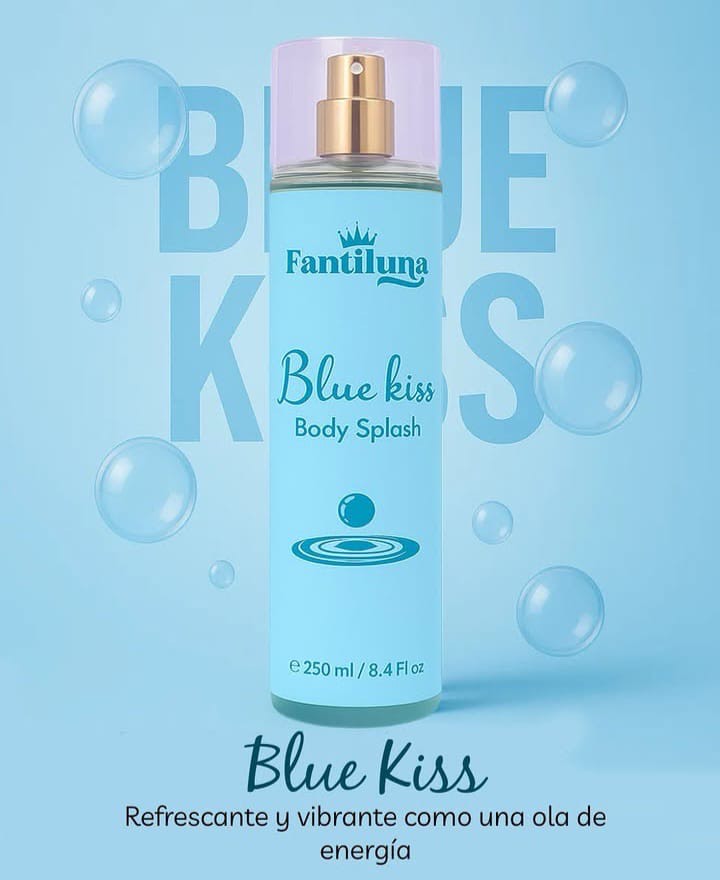 BLUE
KISS
Fantiluna
Blue kiss
Body Splash
e 250 ml / 8.4 Fl oz
Blue Kiss
Refrescante y vibrante como una ola de
energía